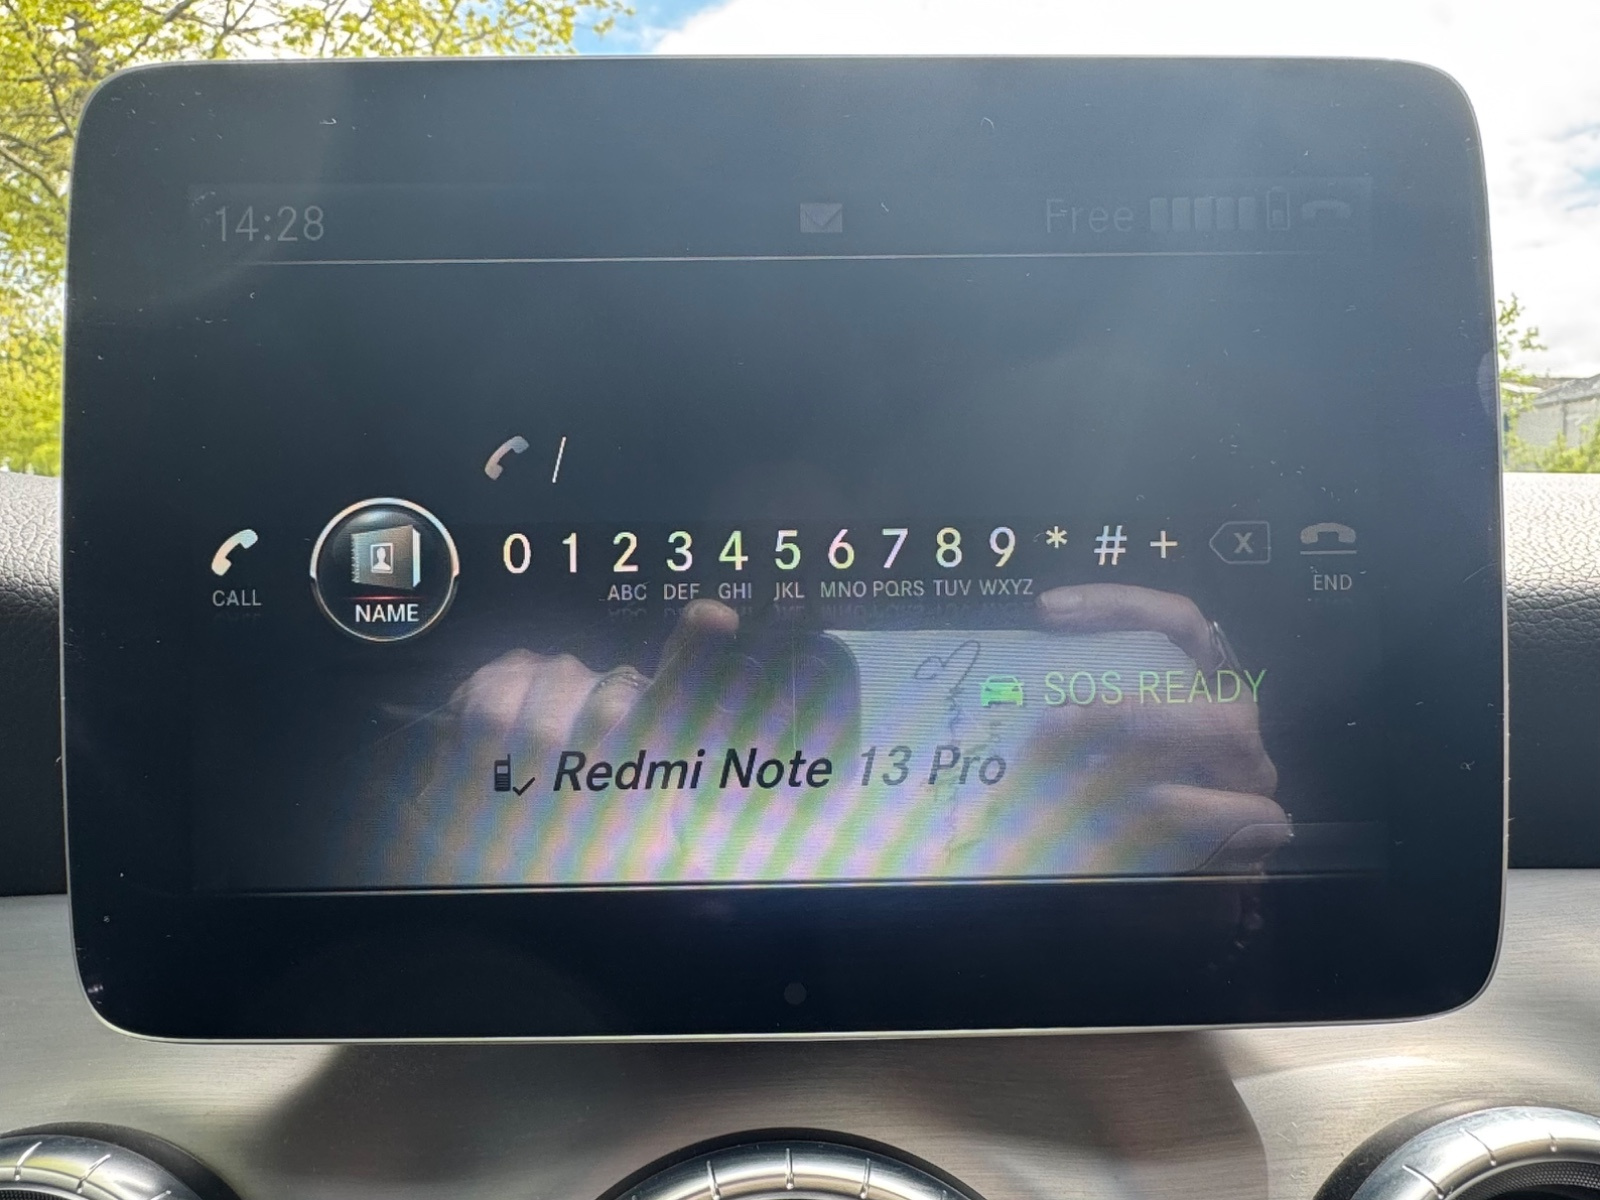 14:28 Free
/
CALL NAME 0 1 2 3 4 5 6 7 8 9 * # + X END
ABC DEF GHI JKL MNO PQRS TUV WXYZ
SOS READY
Redmi Note 13 Pro